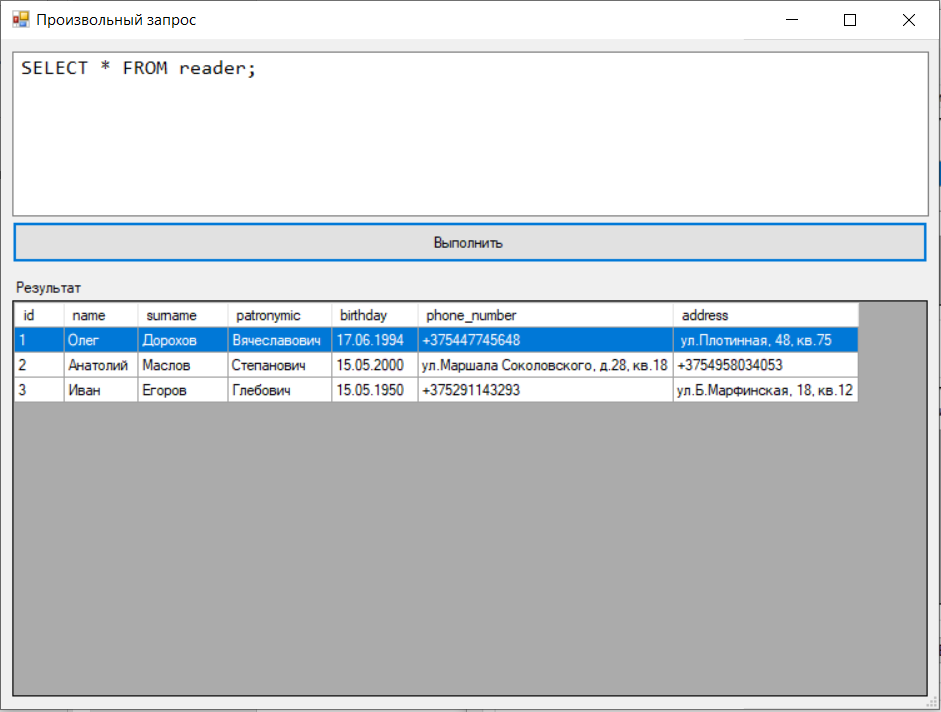 Произвольный запрос
SELECT * FROM reader;
Выполнить
Результат
id name surname patronymic birthday phone_number address
1 Олег Дорохов Вячеславович 17.06.1994 +375447745648 ул.Плотинная, 48, кв.75
2 Анатолий Маслов Степанович 15.05.2000 ул.Маршала Соколовского, д.28, кв.18 +3754958034053
3 Иван Егоров Глебович 15.05.1950 +375291143293 ул.Б.Марфинская, 18, кв.12